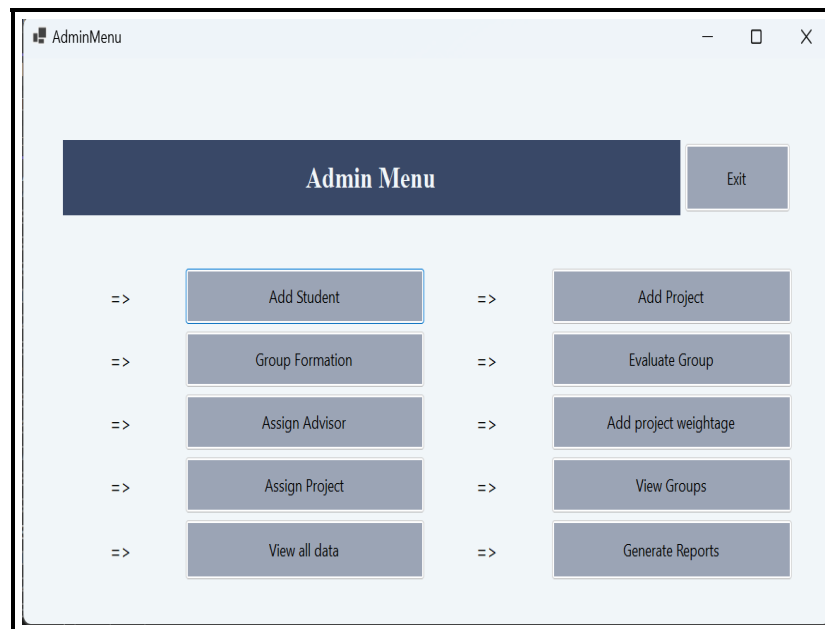 AdminMenu
Admin Menu
Exit
=> Add Student => Add Project
=> Group Formation => Evaluate Group
=> Assign Advisor => Add project weightage
=> Assign Project => View Groups
=> View all data => Generate Reports